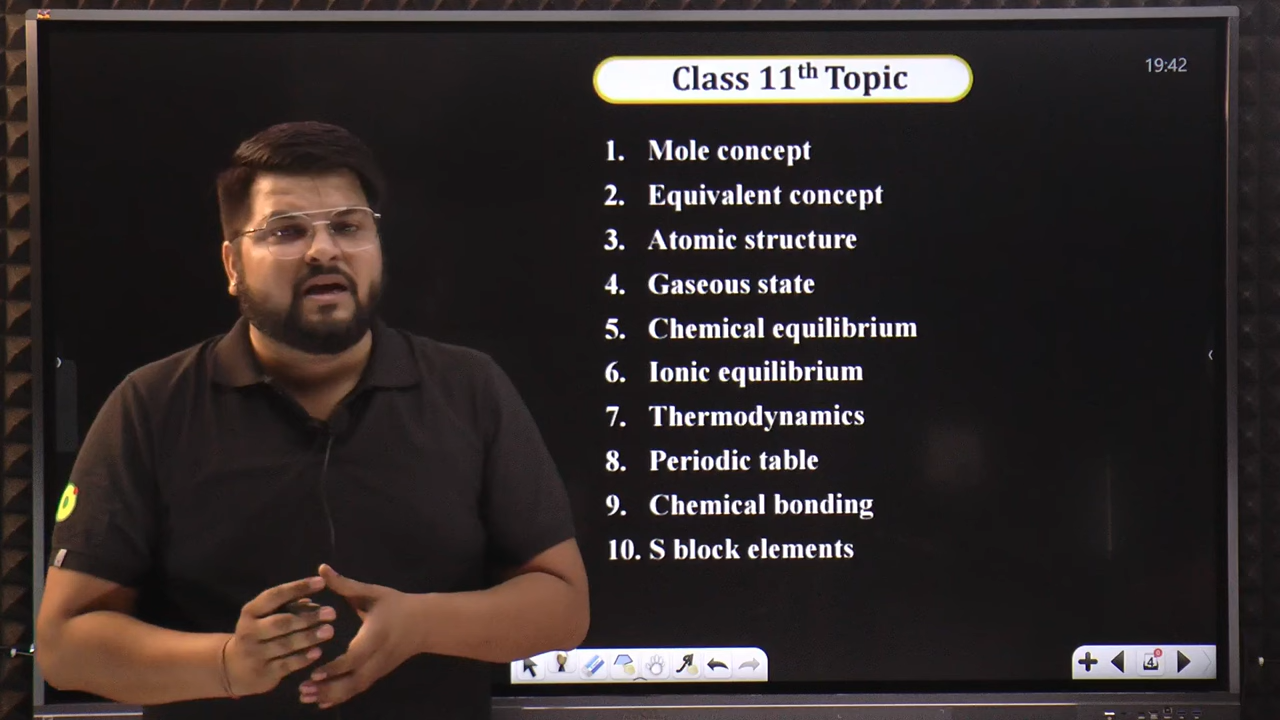 Class 11th Topic
19:42
1. Mole concept
2. Equivalent concept
3. Atomic structure
4. Gaseous state
5. Chemical equilibrium
6. Ionic equilibrium
7. Thermodynamics
8. Periodic table
9. Chemical bonding
10. S block elements
4